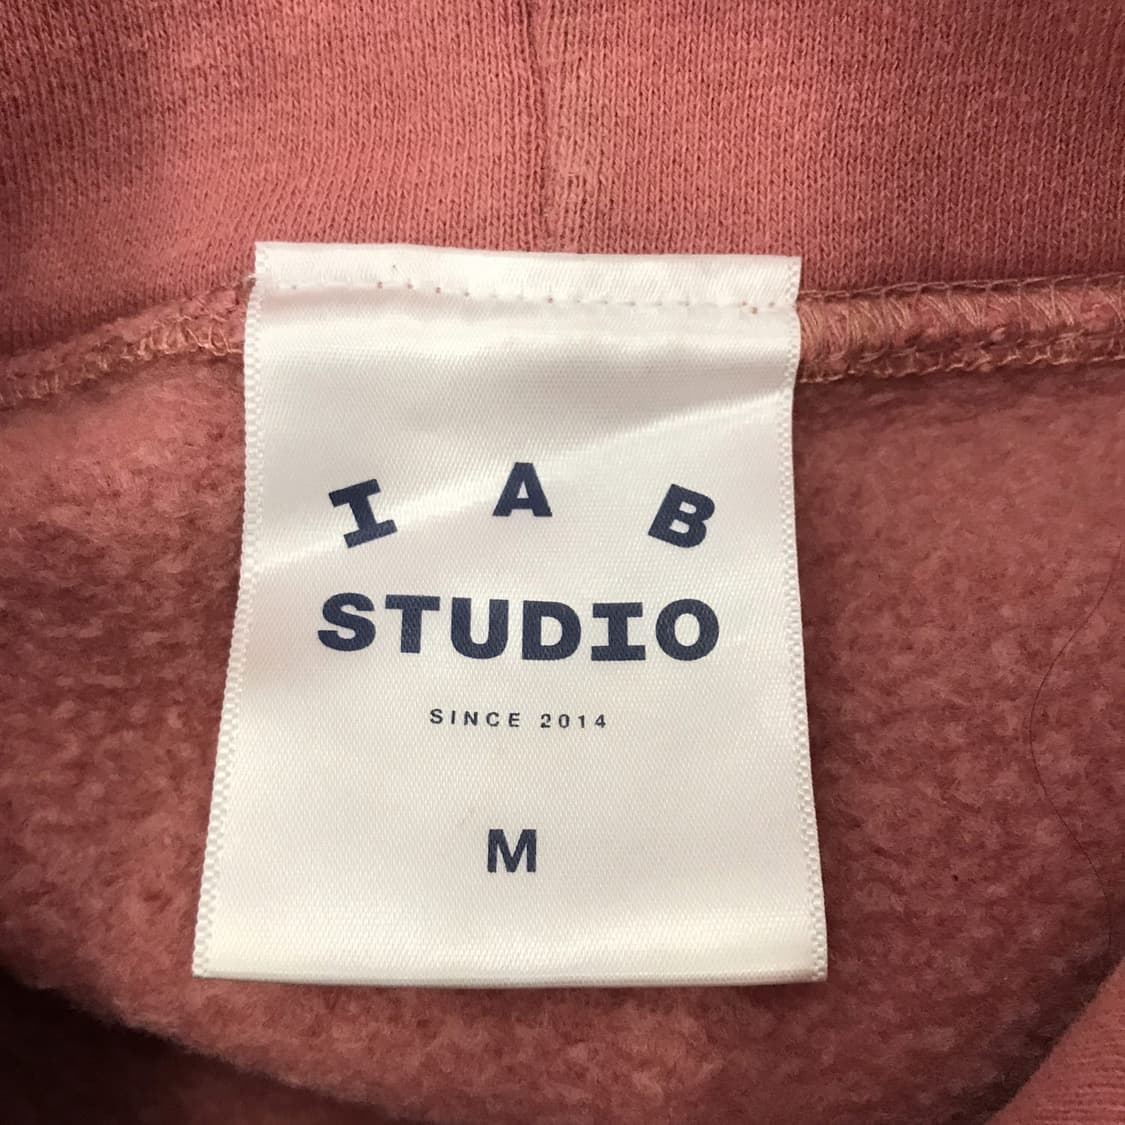 I A B
STUDIO
SINCE 2014
M